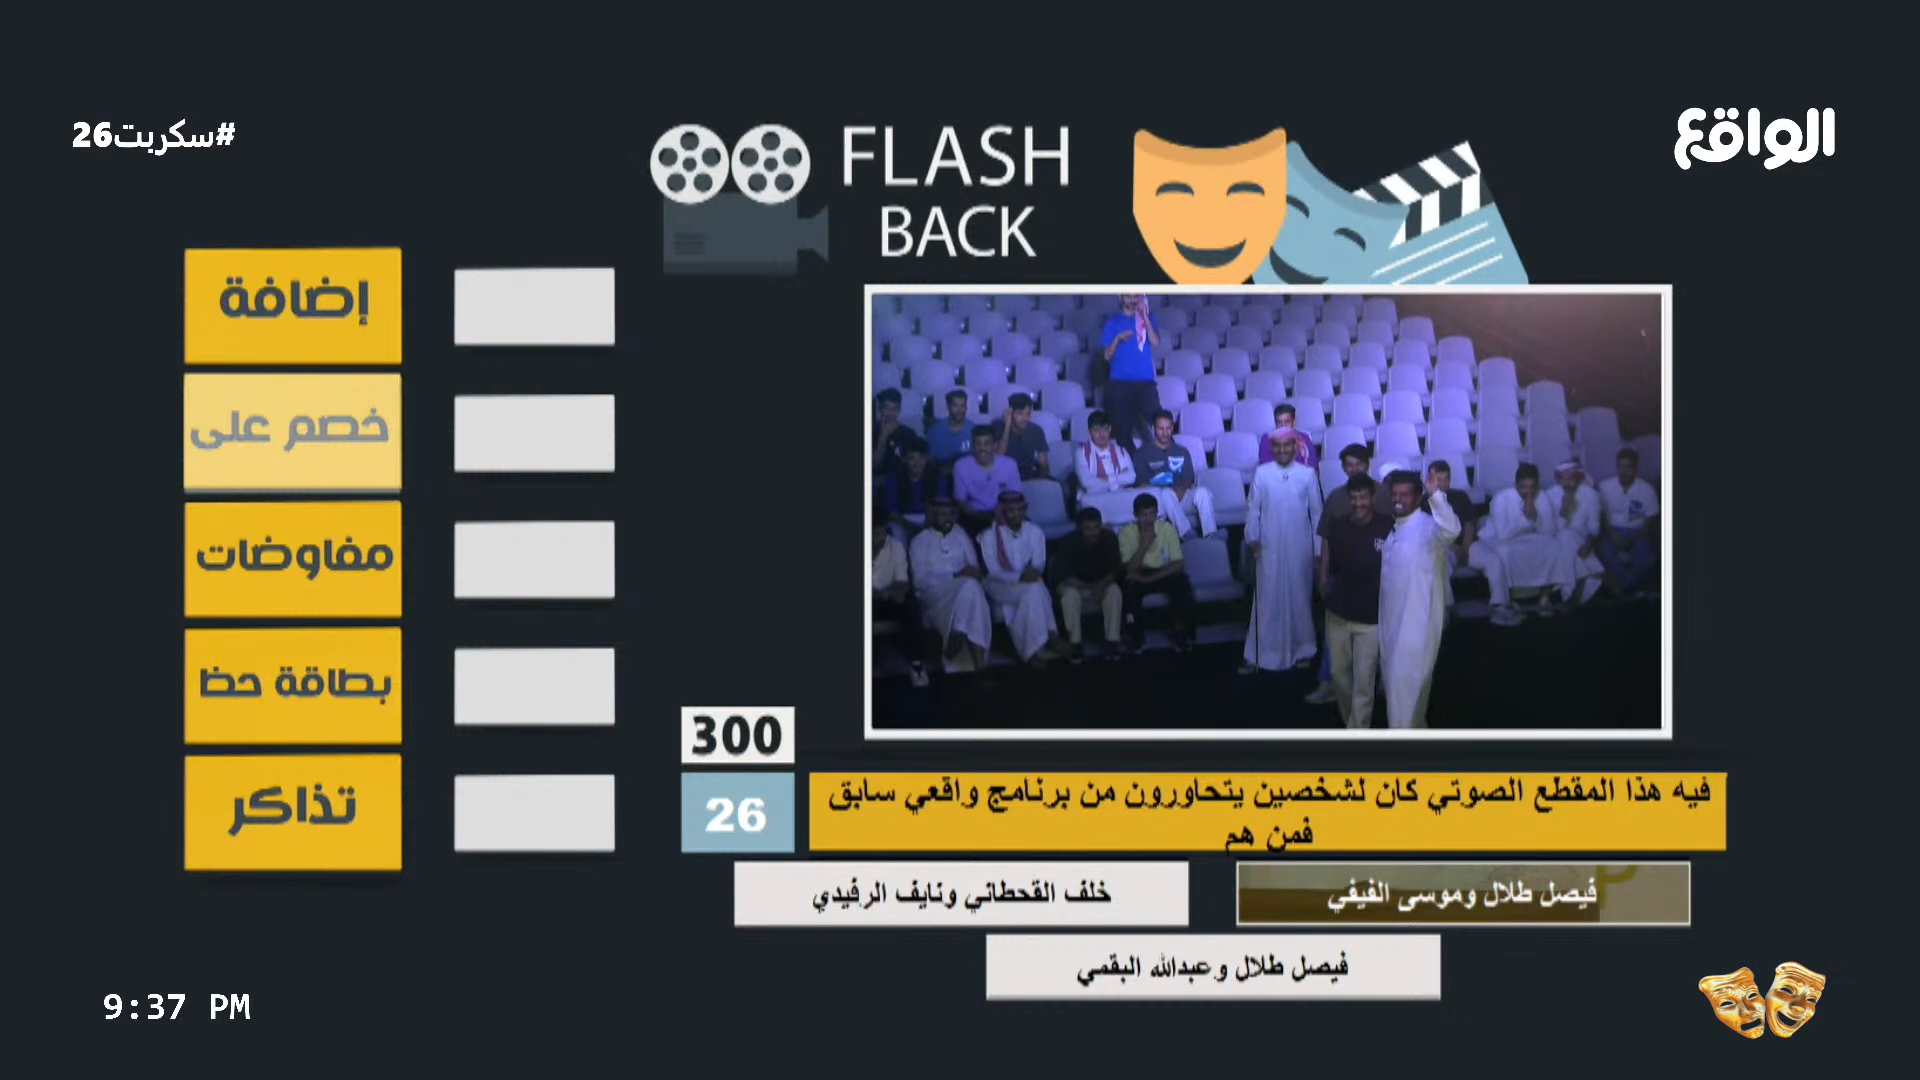 #سكربت26
FLASH
BACK
الواقع
إضافة
خصم على
مفاوضات
بطاقة حظ
تذاكر
300
26
فيه هذا المقطع الصوتي كان لشخصين يتحاورون من برنامج واقعي سابق
فمن هم
فيصل طلال وموسى الفيفي
خلف القحطاني ونايف الرفيدي
فيصل طلال وعبدالله البقمي
9:37 PM